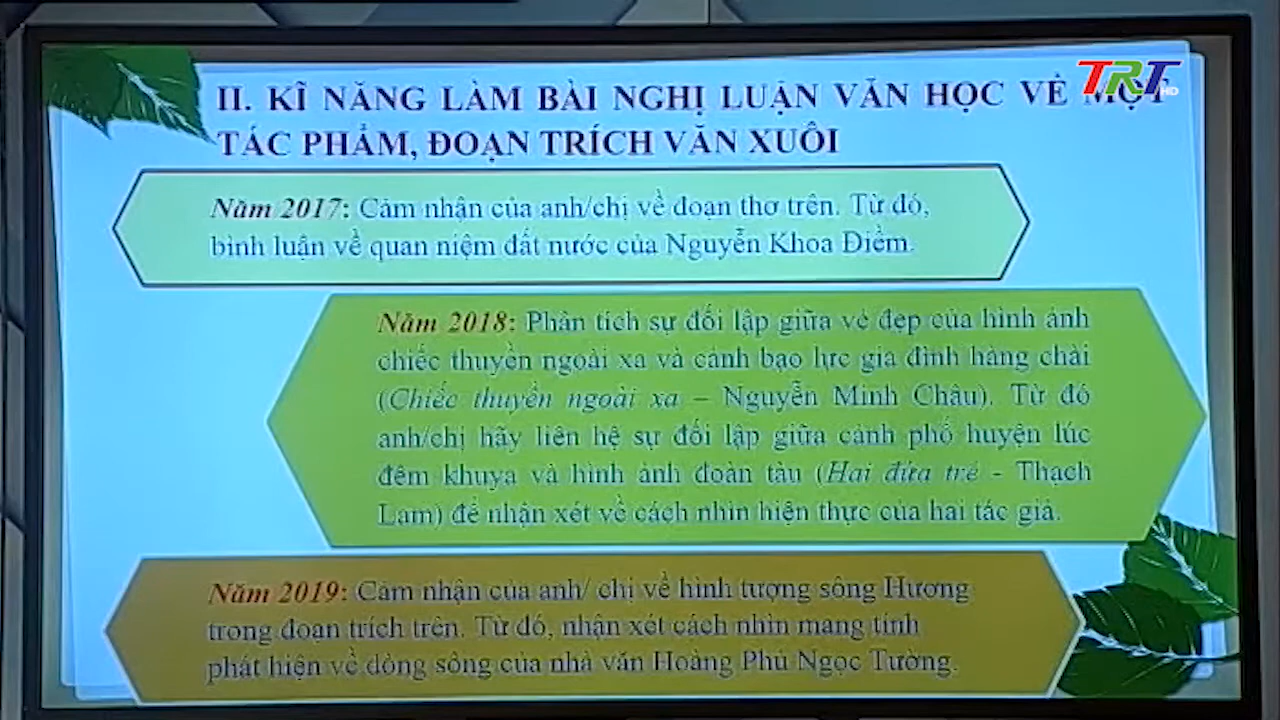 TRT HD
II. KĨ NĂNG LÀM BÀI NGHỊ LUẬN VĂN HỌC VỀ MỘT
TÁC PHẨM, ĐOẠN TRÍCH VĂN XUÔI
Năm 2017: Cảm nhận của anh/chị về đoạn thơ trên. Từ đó,
bình luận về quan niệm đất nước của Nguyễn Khoa Điềm.
Năm 2018: Phân tích sự đối lập giữa vẻ đẹp của hình ảnh
chiếc thuyền ngoài xa và cảnh bạo lực gia đình hàng chài
(Chiếc thuyền ngoài xa – Nguyễn Minh Châu). Từ đó
anh/chị hãy liên hệ sự đối lập giữa cảnh phố huyện lúc
đêm khuya và hình ảnh đoàn tàu (Hai đứa trẻ - Thạch
Lam) để nhận xét về cách nhìn hiện thực của hai tác giả.
Năm 2019: Cảm nhận của anh/ chị về hình tượng sông Hương
trong đoạn trích trên. Từ đó, nhận xét cách nhìn mang tính
phát hiện về dòng sông của nhà văn Hoàng Phủ Ngọc Tường.